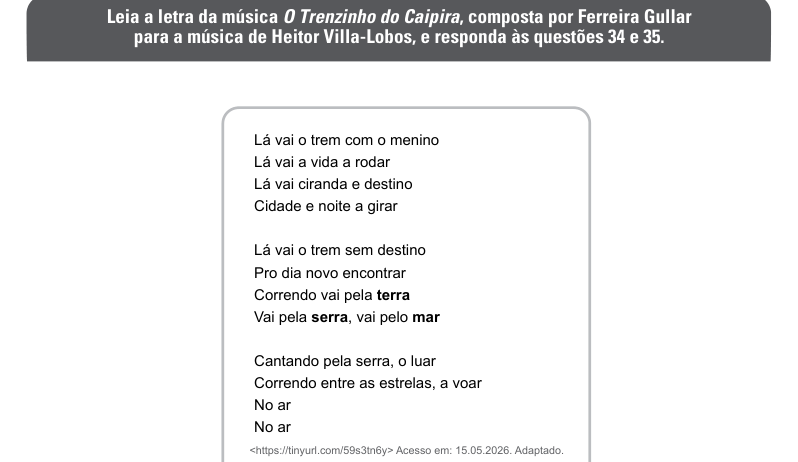 Leia a letra da música O Trenzinho do Caipira, composta por Ferreira Gullar
para a música de Heitor Villa-Lobos, e responda às questões 34 e 35.
Lá vai o trem com o menino
Lá vai a vida a rodar
Lá vai ciranda e destino
Cidade e noite a girar
Lá vai o trem sem destino
Pro dia novo encontrar
Correndo vai pela terra
Vai pela serra, vai pelo mar
Cantando pela serra, o luar
Correndo entre as estrelas, a voar
No ar
No ar
<https://tinyurl.com/59s3tn6y> Acesso em: 15.05.2026. Adaptado.